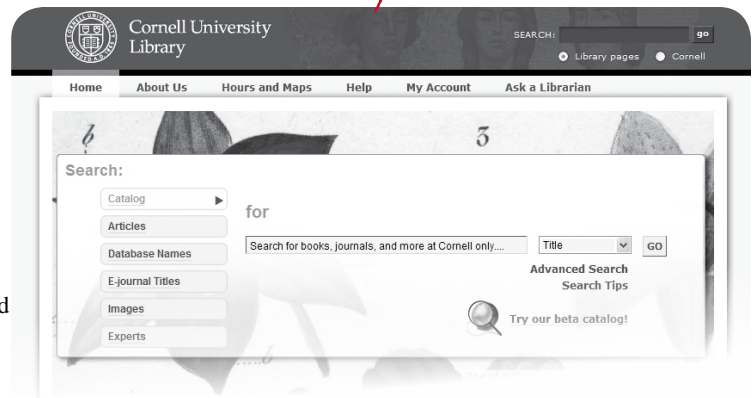 Cornell University
Library
SEARCH: go
Library pages Cornell
Home About Us Hours and Maps Help My Account Ask a Librarian
b 3
Search:
Catalog
for
Articles
Search for books, journals, and more at Cornell only.... Title GO
Database Names
Advanced Search
E-journal Titles
Search Tips
d
Images
Try our beta catalog!
Experts
b